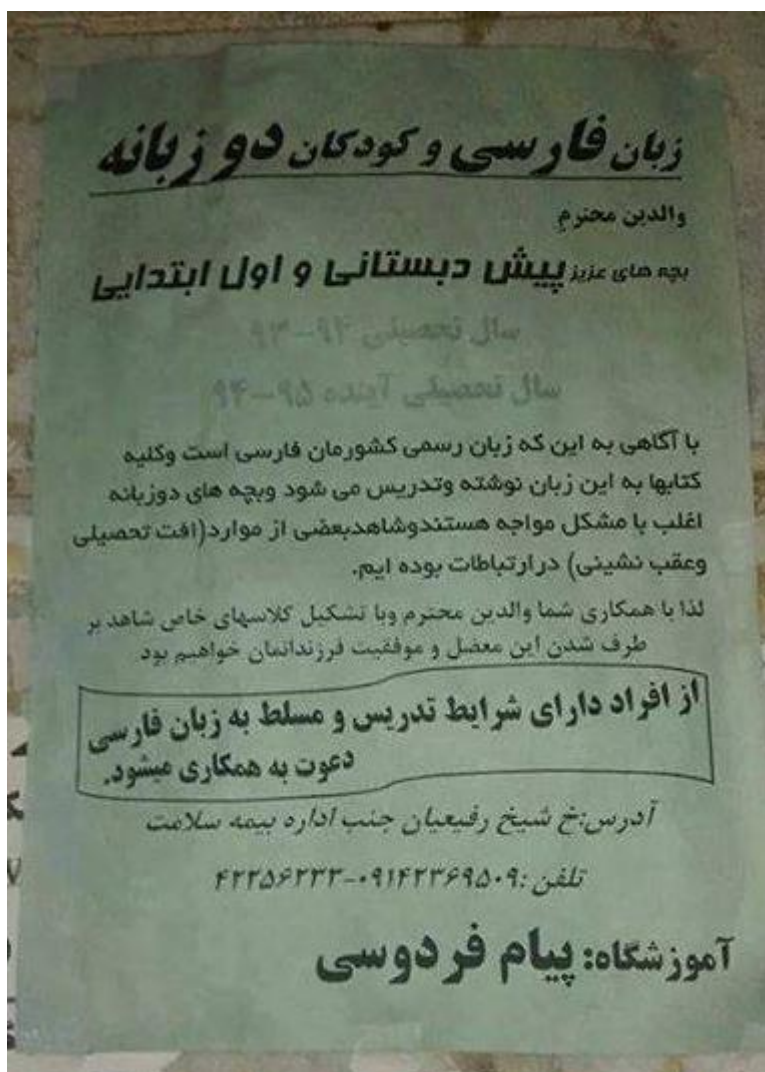 زبان فارسی و کودکان دو زبانه
والدین محترم
بچه های عزیز پیش دبستانی و اول ابتدایی
سال تحصیلی ۹۴-۹۳
سال تحصیلی آینده ۹۵-۹۴
با آگاهی به این که زبان رسمی کشورمان فارسی است وکلیه
کتابها به این زبان نوشته وتدریس می شود وبچه های دوزبانه
اغلب با مشکل مواجه هستندوشاهدبعضی از موارد(افت تحصیلی
وعقب نشینی) درارتباطات بوده ایم.
لذا با همکاری شما والدین محترم وبا تشکیل کلاسهای خاص شاهد بر
طرف شدن این معضل و موفقیت فرزندانمان خواهیم بود
از افراد دارای شرایط تدریس و مسلط به زبان فارسی
دعوت به همکاری میشود.
آدرس:خ شیخ رفیعیان جنب اداره بیمه سلامت
تلفن :۰۹۱۴۲۳۶۹۵۰۹-۴۲۲۵۶۲۳۳
آموزشگاه: پیام فردوسی